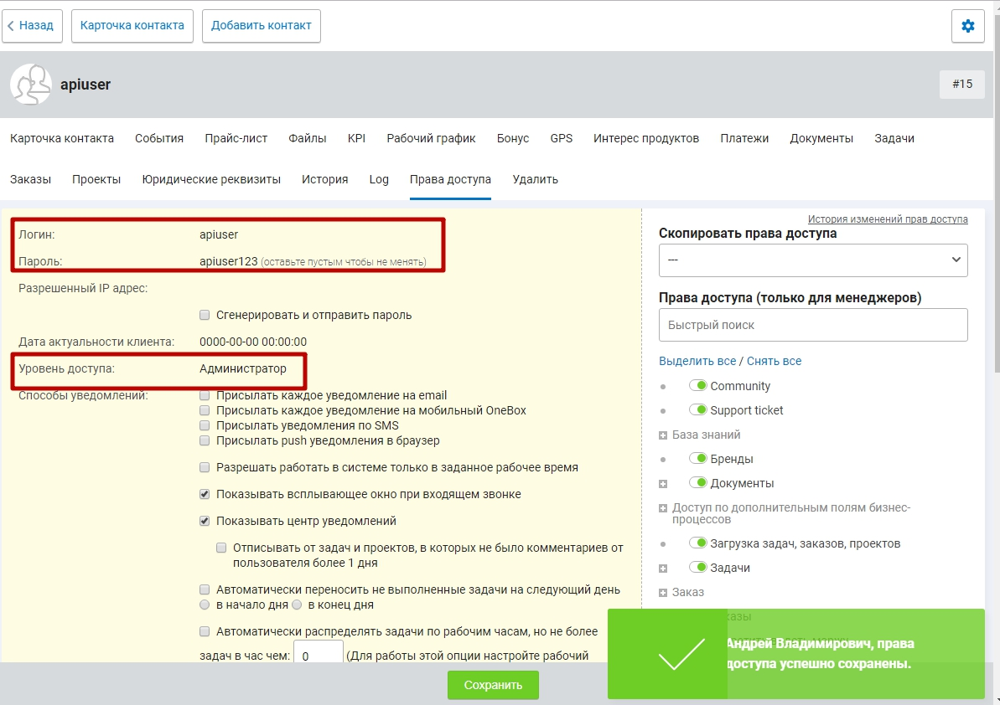 Назад
Карточка контакта
Добавить контакт
apiuser
#15
Карточка контакта События Прайс-лист Файлы KPI Рабочий график Бонус GPS Интерес продуктов Платежи Документы Задачи
Заказы Проекты Юридические реквизиты История Log Права доступа Удалить
Логин: apiuser
Пароль: apiuser123 (оставьте пустым чтобы не менять)
Разрешенный IP адрес:
Сгенерировать и отправить пароль
Дата актуальности клиента: 0000-00-00 00:00:00
Уровень доступа: Администратор
Способы уведомлений: Присылать каждое уведомление на email
Присылать каждое уведомление на мобильный OneBox
Присылать уведомления по SMS
Присылать push уведомления в браузер
Разрешать работать в системе только в заданное рабочее время
Показывать всплывающее окно при входящем звонке
Показывать центр уведомлений
Отписывать от задач и проектов, в которых не было комментариев от
пользователя более 1 дня
Автоматически переносить не выполненные задачи на следующий день
в начало дня в конец дня
Автоматически распределять задачи по рабочим часам, но не более
задач в час чем: 0 (Для работы этой опции настройте рабочий
История изменений прав доступа
Скопировать права доступа
---
Права доступа (только для менеджеров)
Быстрый поиск
Выделить все / Снять все
Community
Support ticket
База знаний
Бренды
Документы
Доступ по дополнительным полям бизнес-
процессов
Загрузка задач, заказов, проектов
Задачи
Заказ
Андрей Владимирович, права
доступа успешно сохранены.
Сохранить